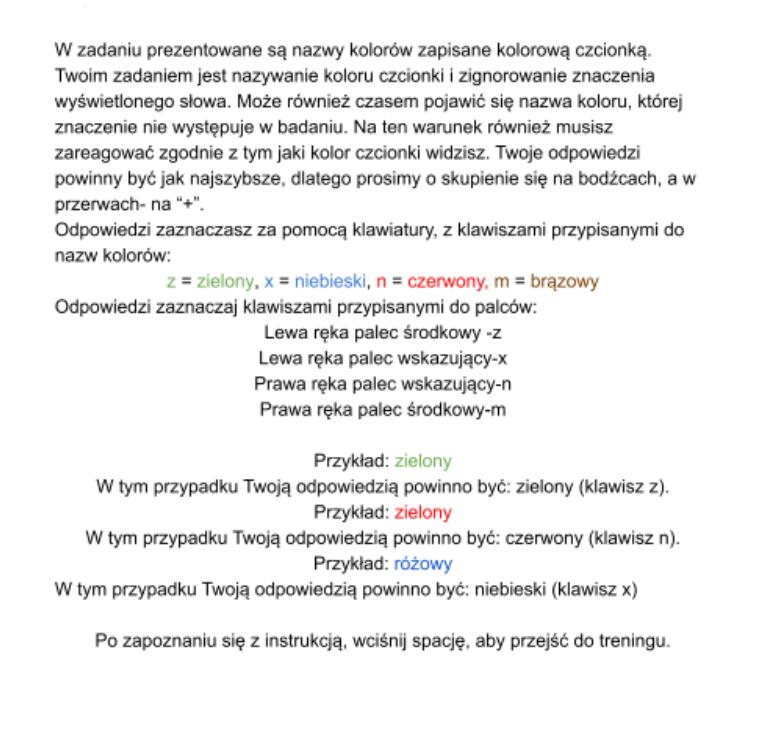 W zadaniu prezentowane są nazwy kolorów zapisane kolorową czcionką.
Twoim zadaniem jest nazywanie koloru czcionki i zignorowanie znaczenia
wyświetlonego słowa. Może również czasem pojawić się nazwa koloru, której
znaczenie nie występuje w badaniu. Na ten warunek również musisz
zareagować zgodnie z tym jaki kolor czcionki widzisz. Twoje odpowiedzi
powinny być jak najszybsze, dlatego prosimy o skupienie się na bodźcach, a w
przerwach- na “+”.
Odpowiedzi zaznaczasz za pomocą klawiatury, z klawiszami przypisanymi do
nazw kolorów:
z = zielony, x = niebieski, n = czerwony, m = brązowy
Odpowiedzi zaznaczaj klawiszami przypisanymi do palców:
Lewa ręka palec środkowy -z
Lewa ręka palec wskazujący-x
Prawa ręka palec wskazujący-n
Prawa ręka palec środkowy-m
Przykład: zielony
W tym przypadku Twoją odpowiedzią powinno być: zielony (klawisz z).
Przykład: zielony
W tym przypadku Twoją odpowiedzią powinno być: czerwony (klawisz n).
Przykład: różowy
W tym przypadku Twoją odpowiedzią powinno być: niebieski (klawisz x)
Po zapoznaniu się z instrukcją, wciśnij spację, aby przejść do treningu.